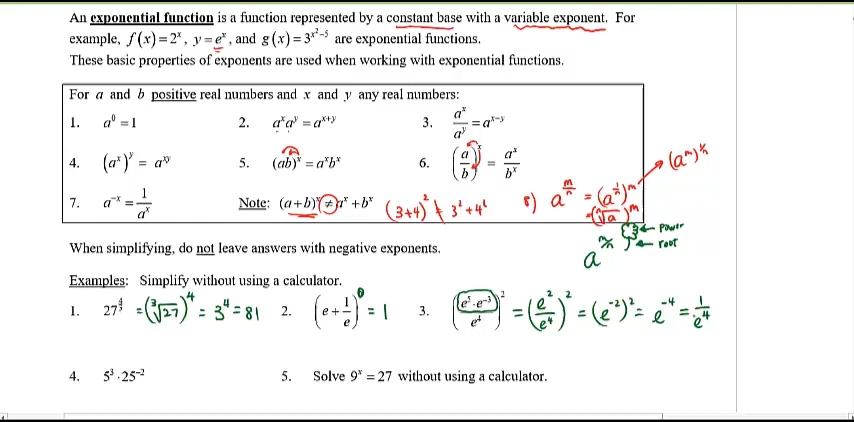 An exponential function is a function represented by a constant base with a variable exponent. For
example, f(x)=2^x, y=e^x, and g(x)=3^(x^2-5) are exponential functions.
These basic properties of exponents are used when working with exponential functions.
For a and b positive real numbers and x and y any real numbers:
1. a^0 = 1 2. a^x a^y = a^(x+y) 3. a^x/a^y = a^(x-y)
4. (a^x)^y = a^(xy) 5. (ab)^x = a^x b^x 6. (a/b)^x = a^x/b^x
7. a^(-x) = 1/a^x Note: (a+b)^x ≠ a^x + b^x (3+4)^2 ≠ 3^2+4^2 8) a^(m/n) = (a^(1/n))^m (a^m)^(1/n)
=(ⁿ√a)^m
When simplifying, do not leave answers with negative exponents. a^(m/n) ← power
← root
Examples: Simplify without using a calculator.
1. 27^(4/3) = (³√27)^4 = 3^4 = 81 2. (e+1/e)^0 = 1 3. (e^5·e^(-3)/e^4)^2 = (e^2/e^4)^2 = (e^(-2))^2 = e^(-4) = 1/e^4
4. 5^3·25^(-2) 5. Solve 9^x = 27 without using a calculator.